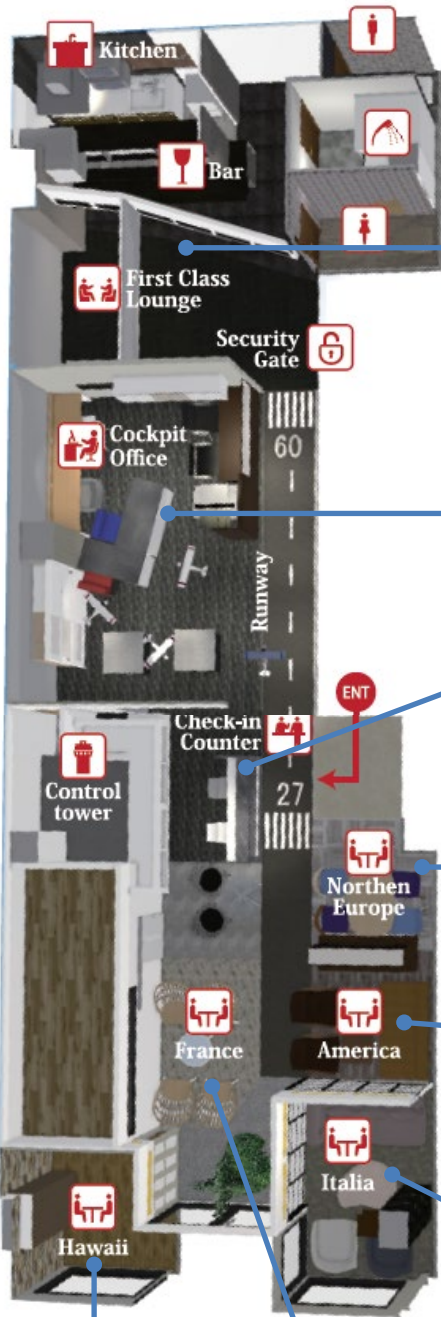 Kitchen
Bar
First Class
Lounge
Security
Gate
60
Cockpit
Office
Runway
ENT
Check-in
Counter
Control
tower
27
Northen
Europe
France
America
Italia
Hawaii